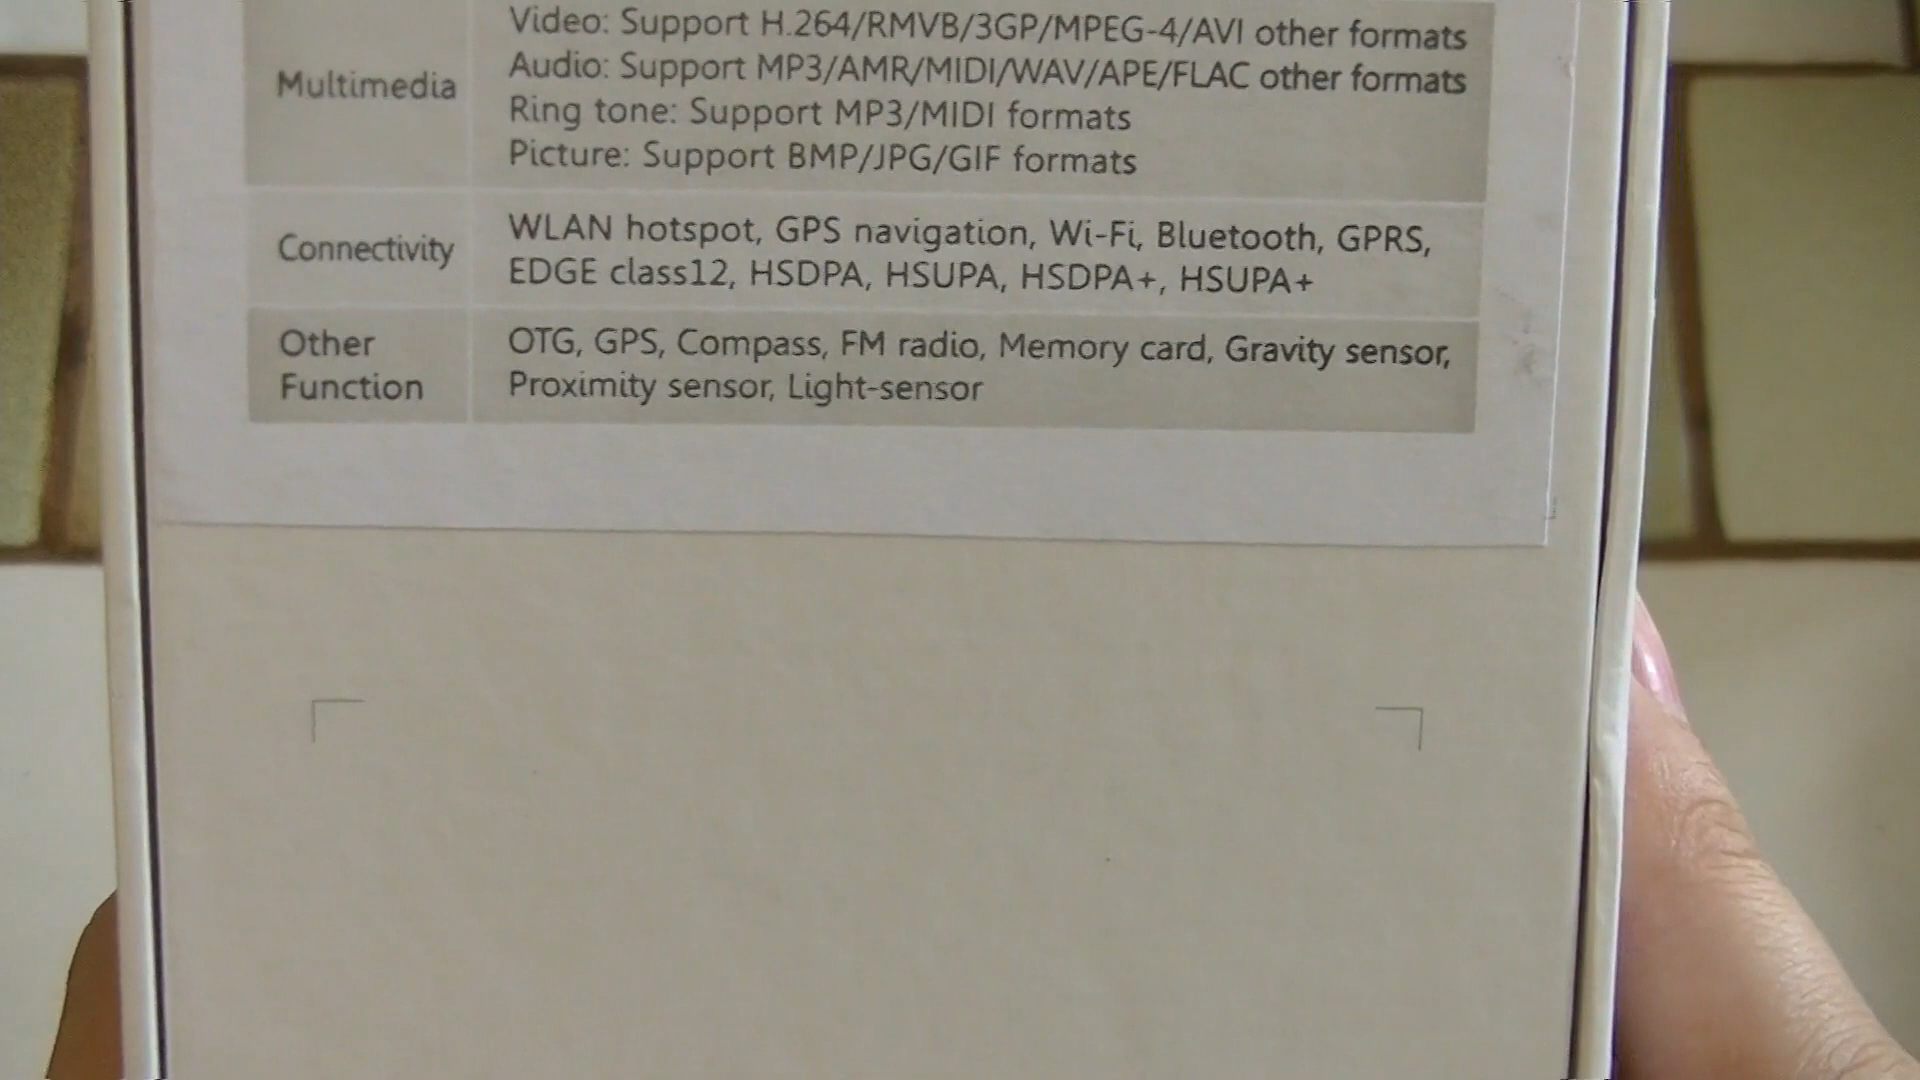 Multimedia
Video: Support H.264/RMVB/3GP/MPEG-4/AVI other formats
Audio: Support MP3/AMR/MIDI/WAV/APE/FLAC other formats
Ring tone: Support MP3/MIDI formats
Picture: Support BMP/JPG/GIF formats
Connectivity
WLAN hotspot, GPS navigation, Wi-Fi, Bluetooth, GPRS,
EDGE class12, HSDPA, HSUPA, HSDPA+, HSUPA+
Other
Function
OTG, GPS, Compass, FM radio, Memory card, Gravity sensor,
Proximity sensor, Light-sensor